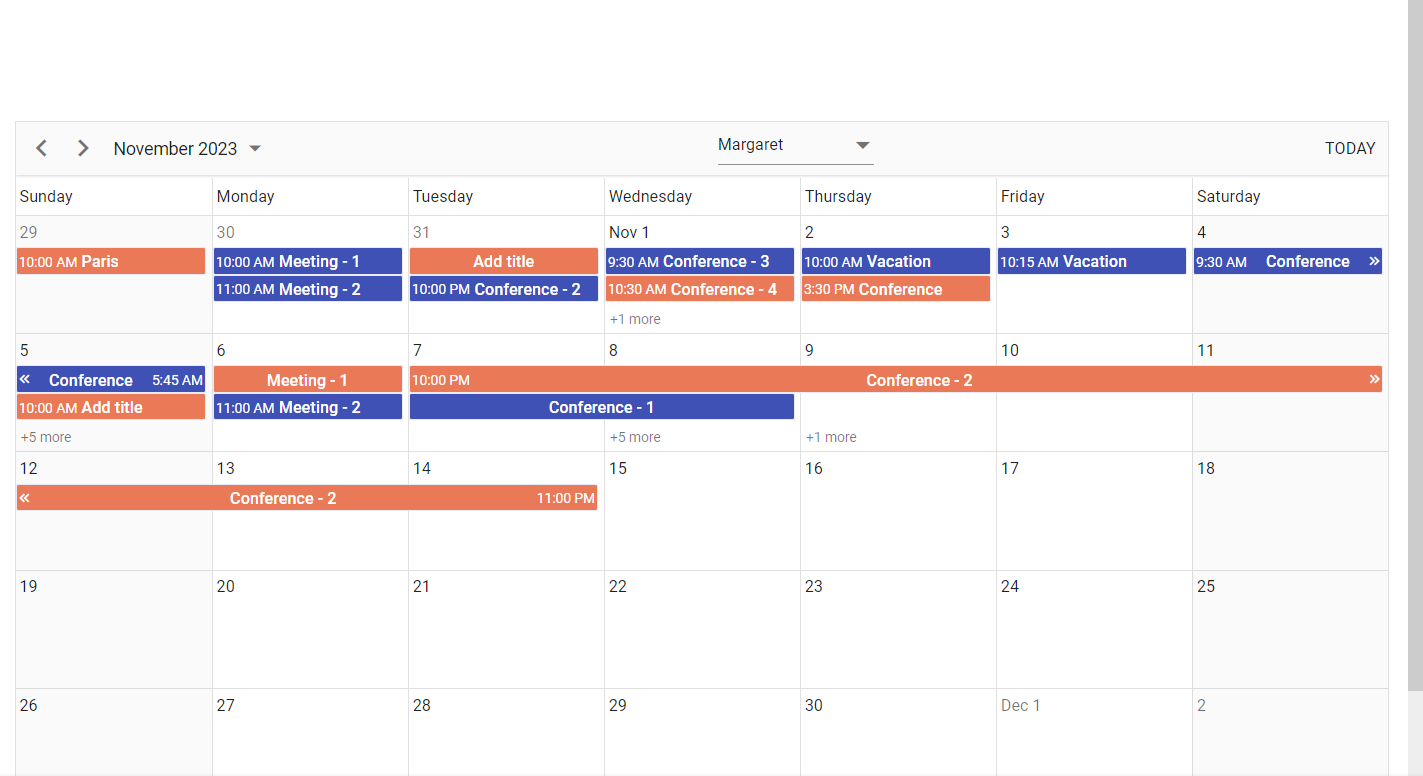 November 2023 Margaret TODAY
Sunday Monday Tuesday Wednesday Thursday Friday Saturday
29 30 31 Nov 1 2 3 4
10:00 AM Paris 10:00 AM Meeting - 1 Add title 9:30 AM Conference - 3 10:00 AM Vacation 10:15 AM Vacation 9:30 AM Conference »
11:00 AM Meeting - 2 10:00 PM Conference - 2 10:30 AM Conference - 4 3:30 PM Conference
+1 more
5 6 7 8 9 10 11
« Conference 5:45 AM Meeting - 1 10:00 PM Conference - 2 »
10:00 AM Add title 11:00 AM Meeting - 2 Conference - 1
+5 more +5 more +1 more
12 13 14 15 16 17 18
« Conference - 2 11:00 PM
19 20 21 22 23 24 25
26 27 28 29 30 Dec 1 2